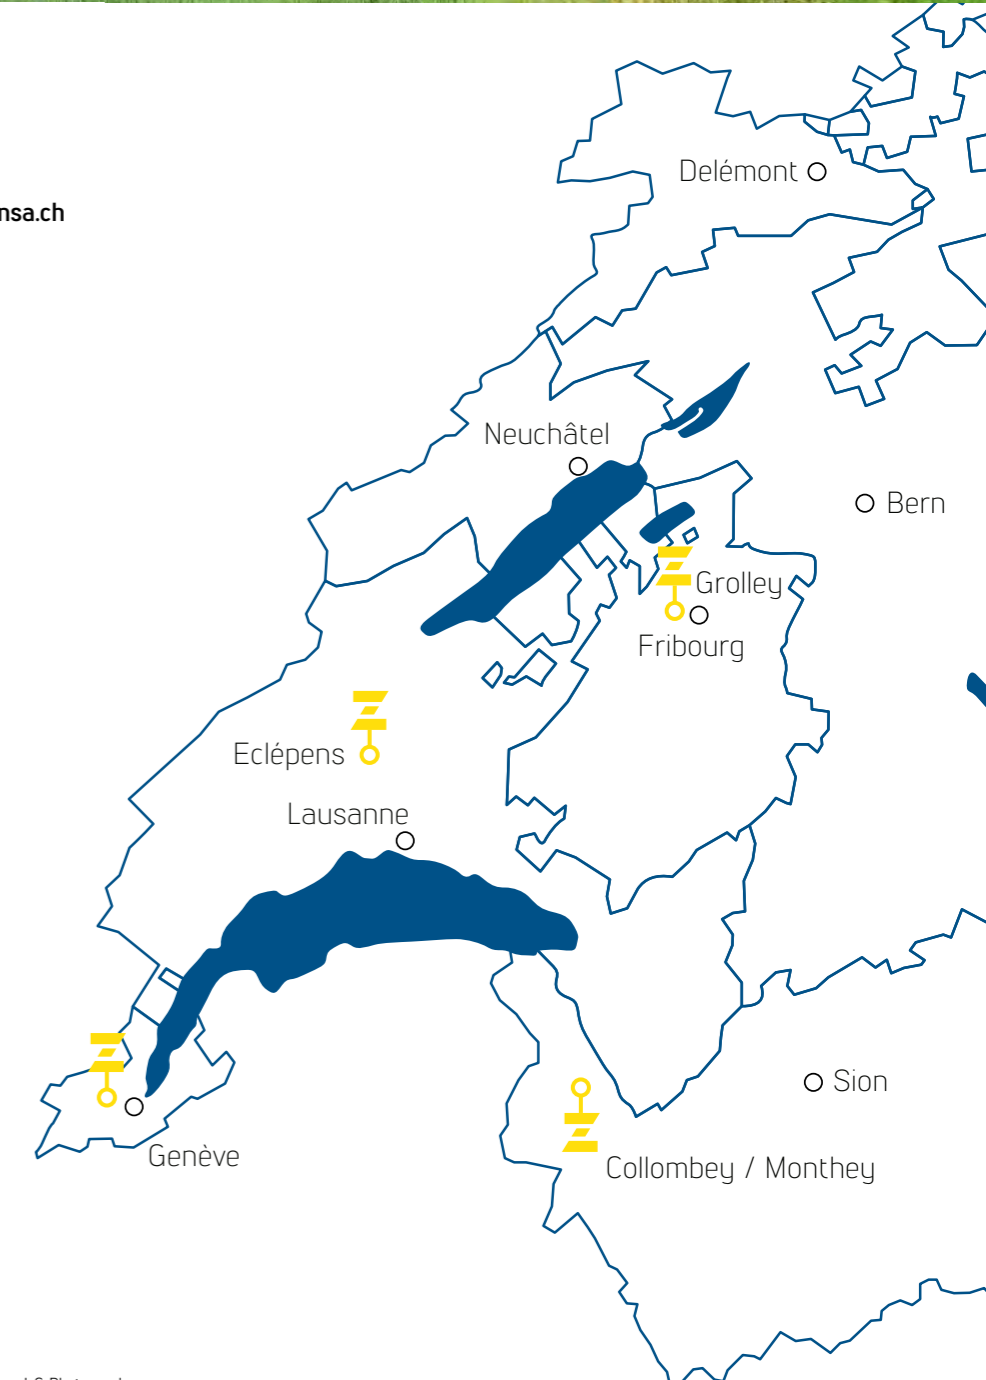 Delémont
nsa.ch
Neuchâtel
Bern
Grolley
Fribourg
Eclépens
Lausanne
Sion
Genève
Collombey / Monthey